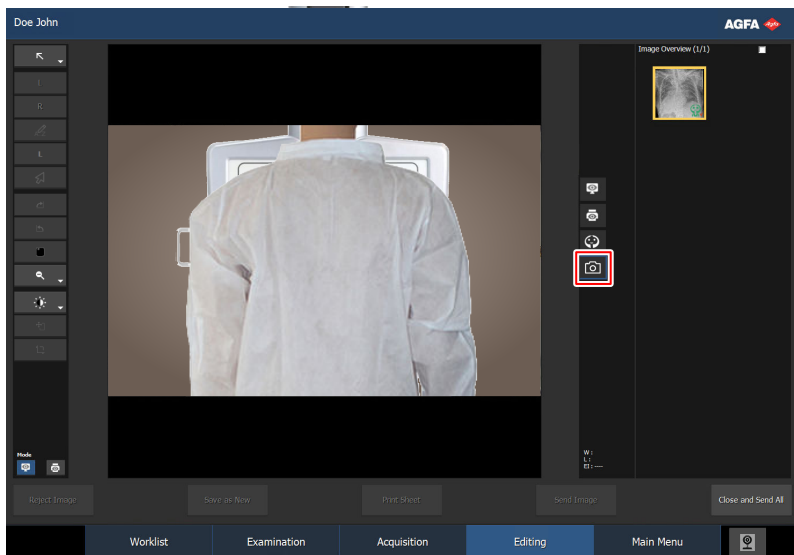 Doe John
AGFA
Image Overview (1/1)
R
L
Mode
W :
L :
EI : ----
Reject Image
Save as New
Print Sheet
Send Image
Close and Send All
Worklist
Examination
Acquisition
Editing
Main Menu